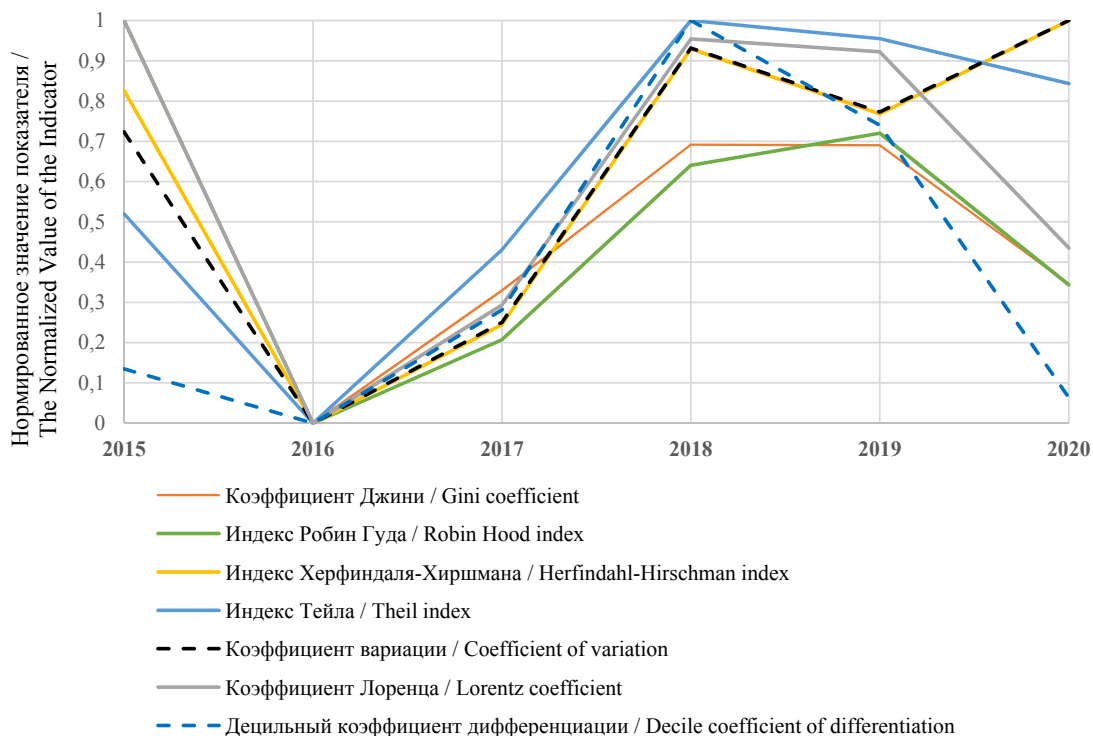 Нормированное значение показателя /
The Normalized Value of the Indicator
1
0,9
0,8
0,7
0,6
0,5
0,4
0,3
0,2
0,1
0
2015 2016 2017 2018 2019 2020
Коэффициент Джини / Gini coefficient
Индекс Робин Гуда / Robin Hood index
Индекс Херфиндаля-Хиршмана / Herfindahl-Hirschman index
Индекс Тейла / Theil index
Коэффициент вариации / Coefficient of variation
Коэффициент Лоренца / Lorentz coefficient
Децильный коэффициент дифференциации / Decile coefficient of differentiation